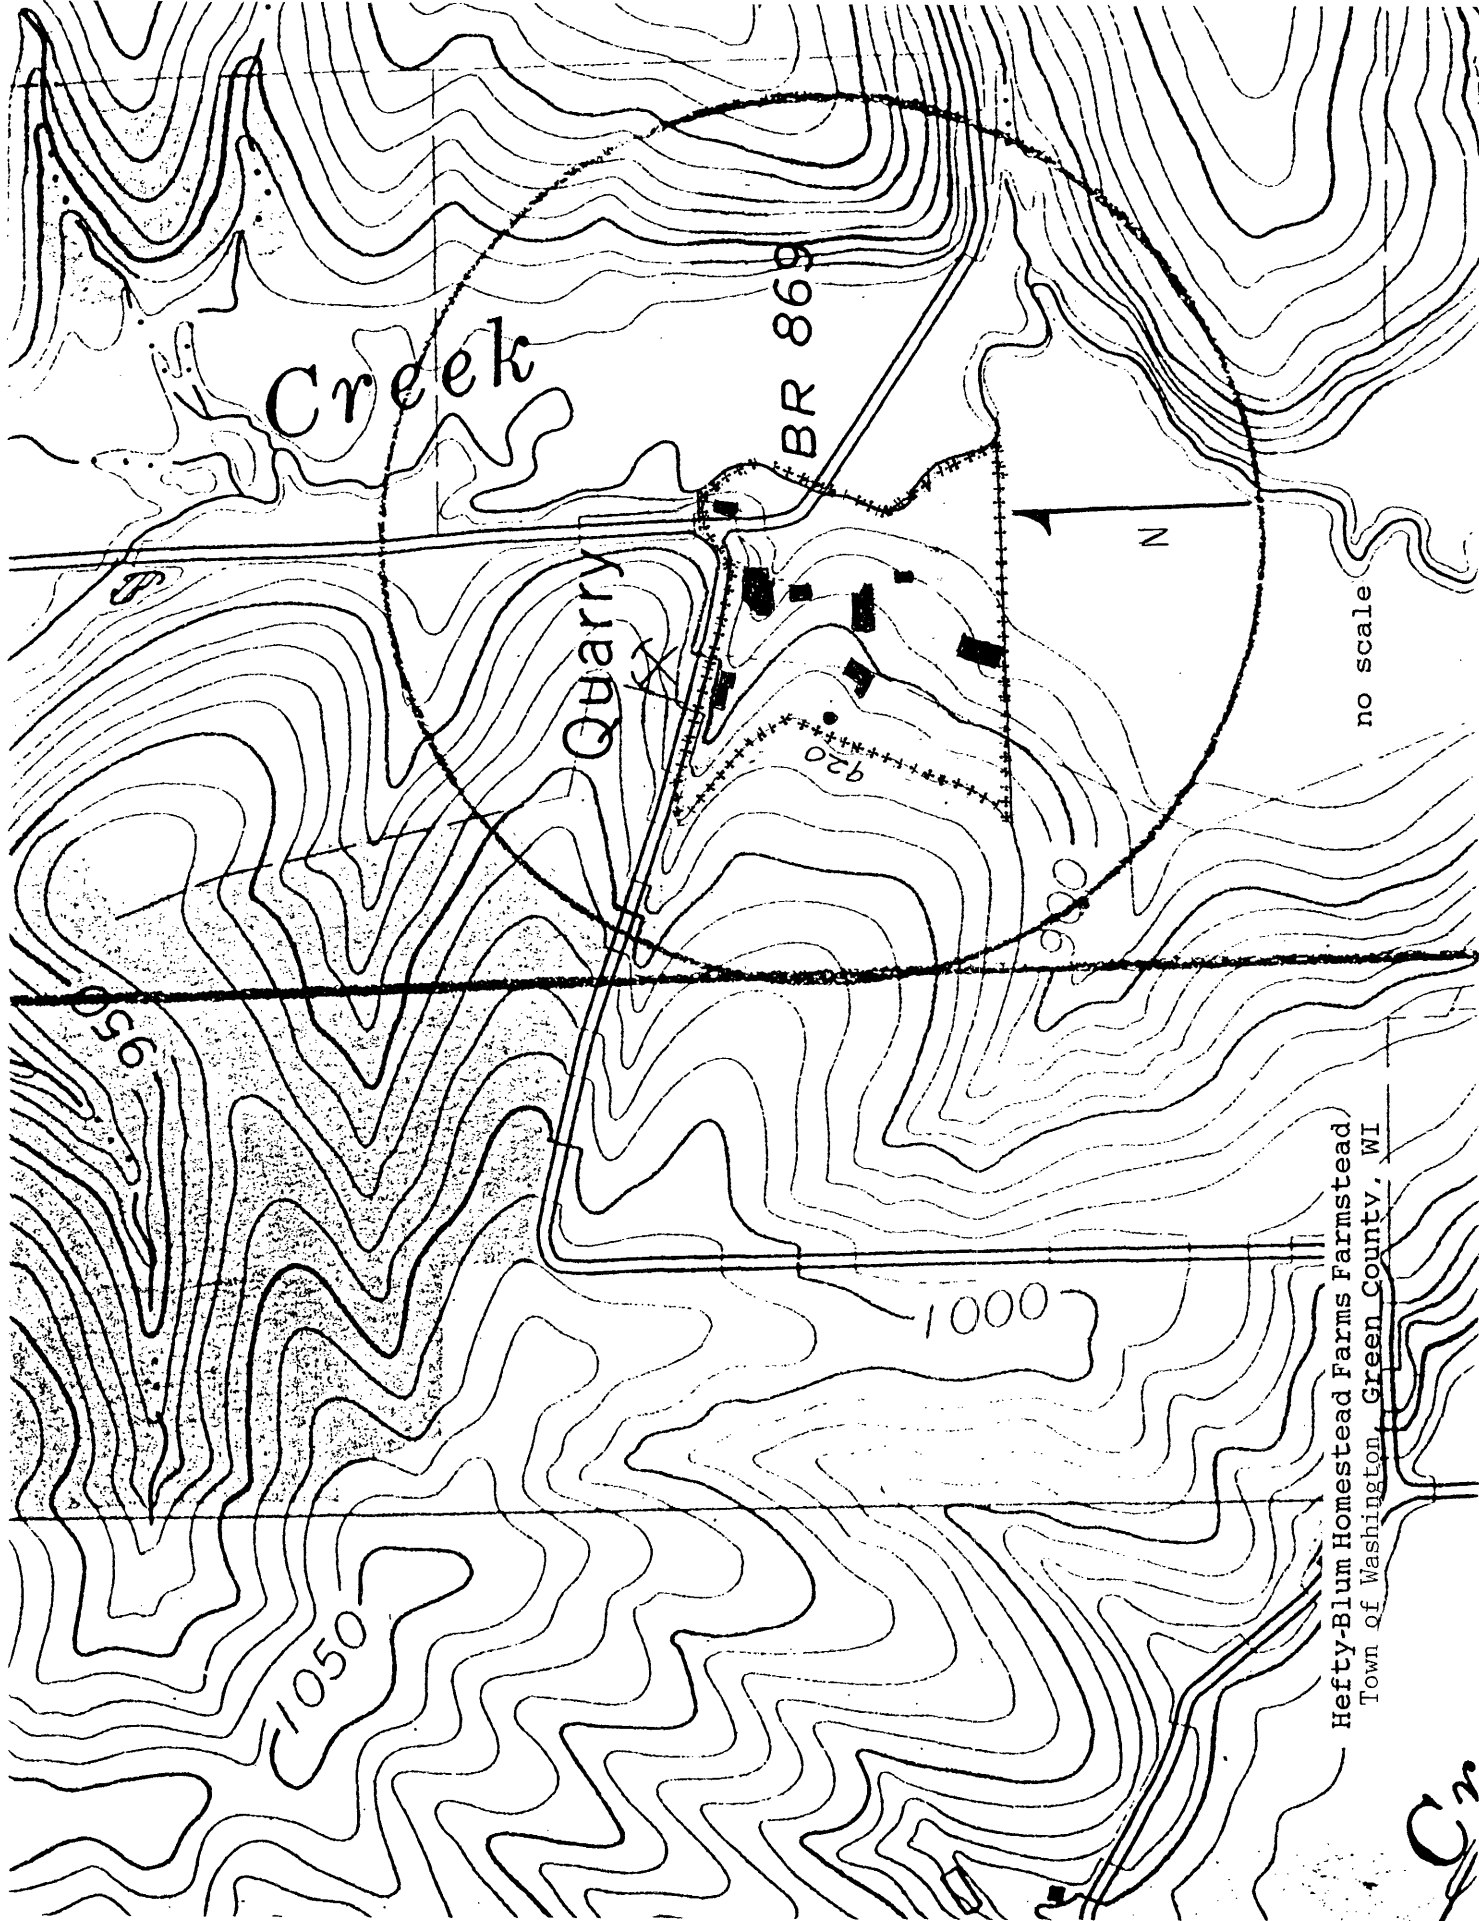 Creek
BR 869
Quarry
N
920
900
950
1000
1050
no scale
Hefty-Blum Homestead Farms Farmstead
Town of Washington, Green County, WI
Cr